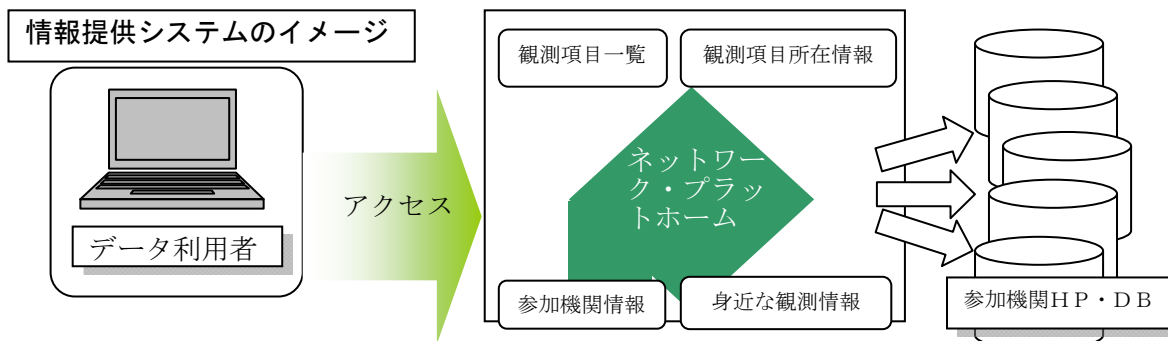 情報提供システムのイメージ
データ利用者
アクセス
観測項目一覧
観測項目所在情報
ネットワー
ク・プラッ
トホーム
参加機関情報
身近な観測情報
参加機関ＨＰ・ＤＢ